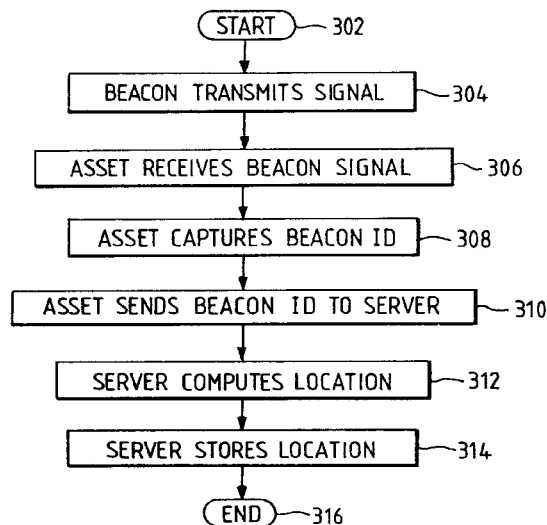 START 302
BEACON TRANSMITS SIGNAL 304
ASSET RECEIVES BEACON SIGNAL 306
ASSET CAPTURES BEACON ID 308
ASSET SENDS BEACON ID TO SERVER 310
SERVER COMPUTES LOCATION 312
SERVER STORES LOCATION 314
END 316